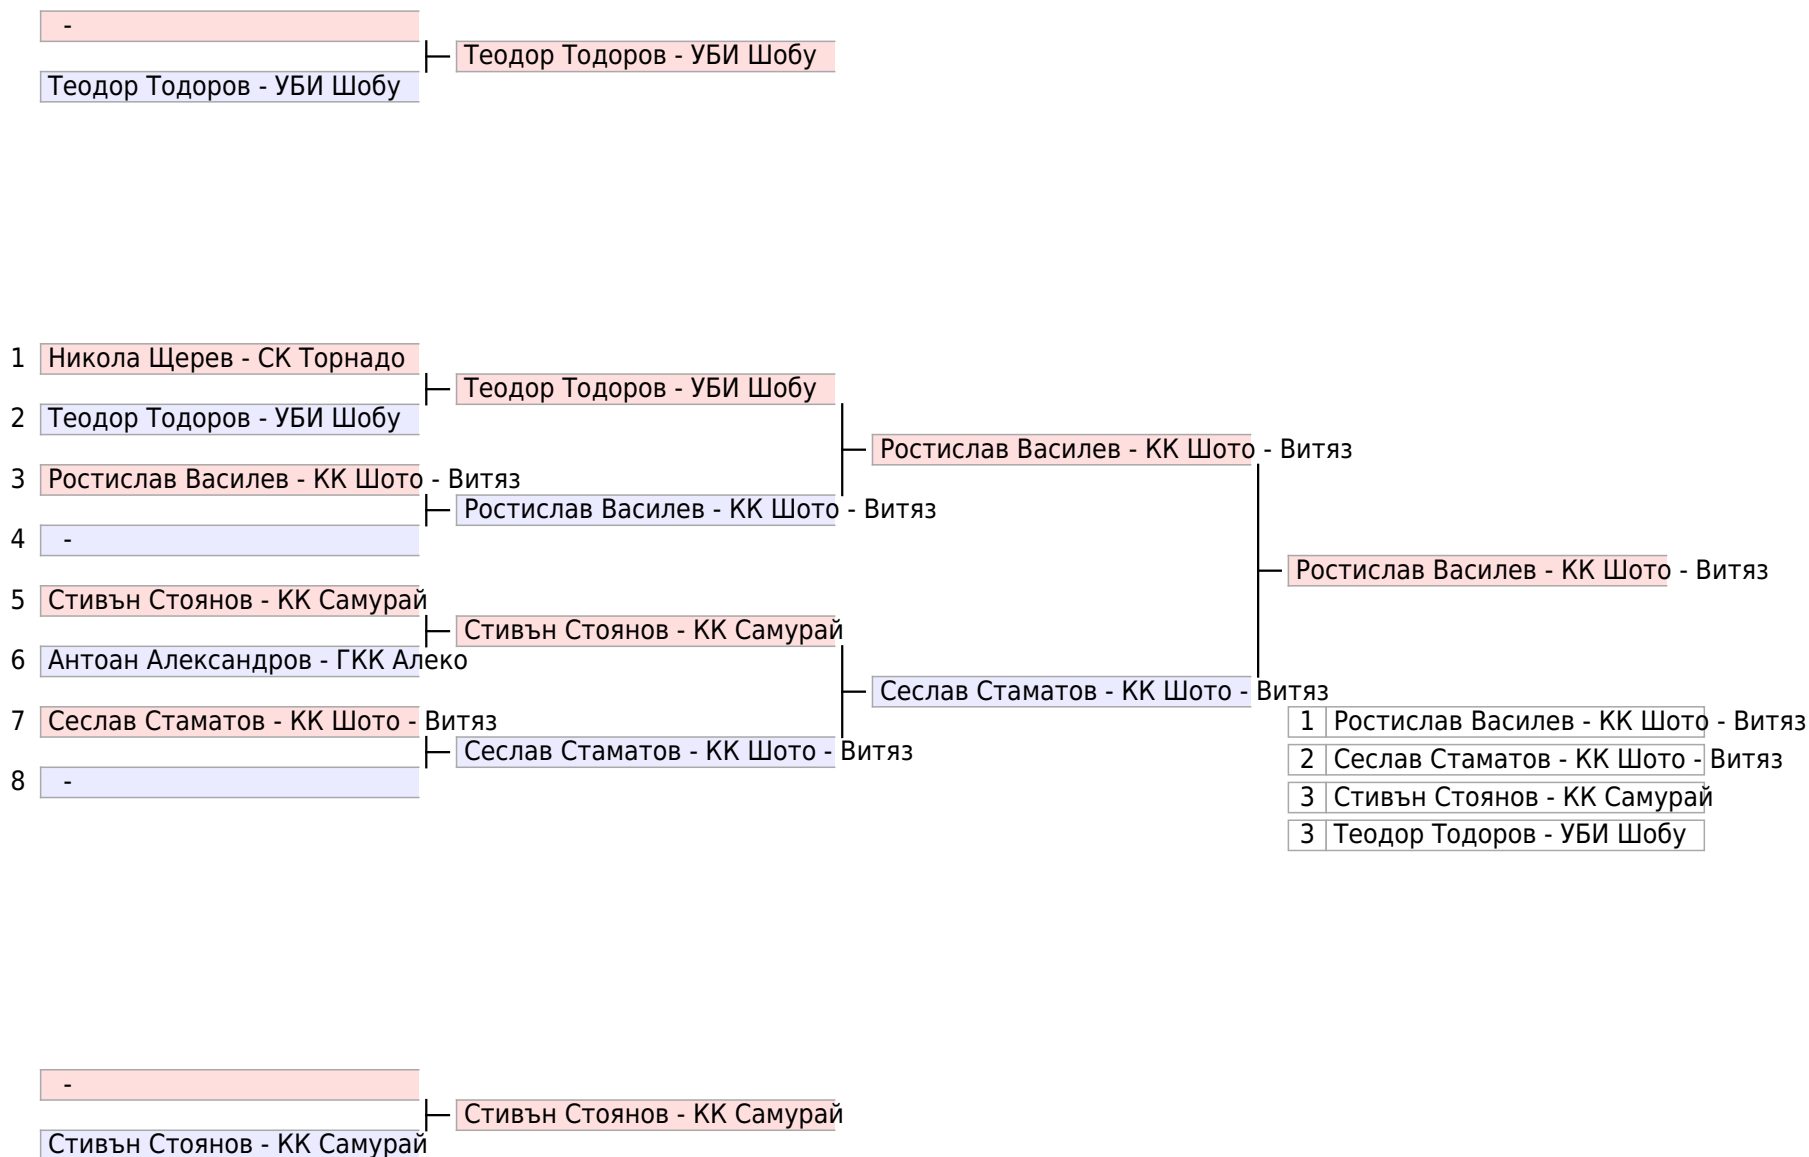 -
Теодор Тодоров - УБИ Шобу
Теодор Тодоров - УБИ Шобу
1 Никола Щерев - СК Торнадо
Теодор Тодоров - УБИ Шобу
2 Теодор Тодоров - УБИ Шобу
Ростислав Василев - КК Шото - Витяз
3 Ростислав Василев - КК Шото - Витяз
Ростислав Василев - КК Шото - Витяз
4 -
Ростислав Василев - КК Шото - Витяз
5 Стивън Стоянов - КК Самурай
Стивън Стоянов - КК Самурай
6 Антоан Александров - ГКК Алеко
Сеслав Стаматов - КК Шото - Витяз
7 Сеслав Стаматов - КК Шото - Витяз
1 Ростислав Василев - КК Шото - Витяз
Сеслав Стаматов - КК Шото - Витяз
2 Сеслав Стаматов - КК Шото - Витяз
8 -
3 Стивън Стоянов - КК Самурай
3 Теодор Тодоров - УБИ Шобу
-
Стивън Стоянов - КК Самурай
Стивън Стоянов - КК Самурай